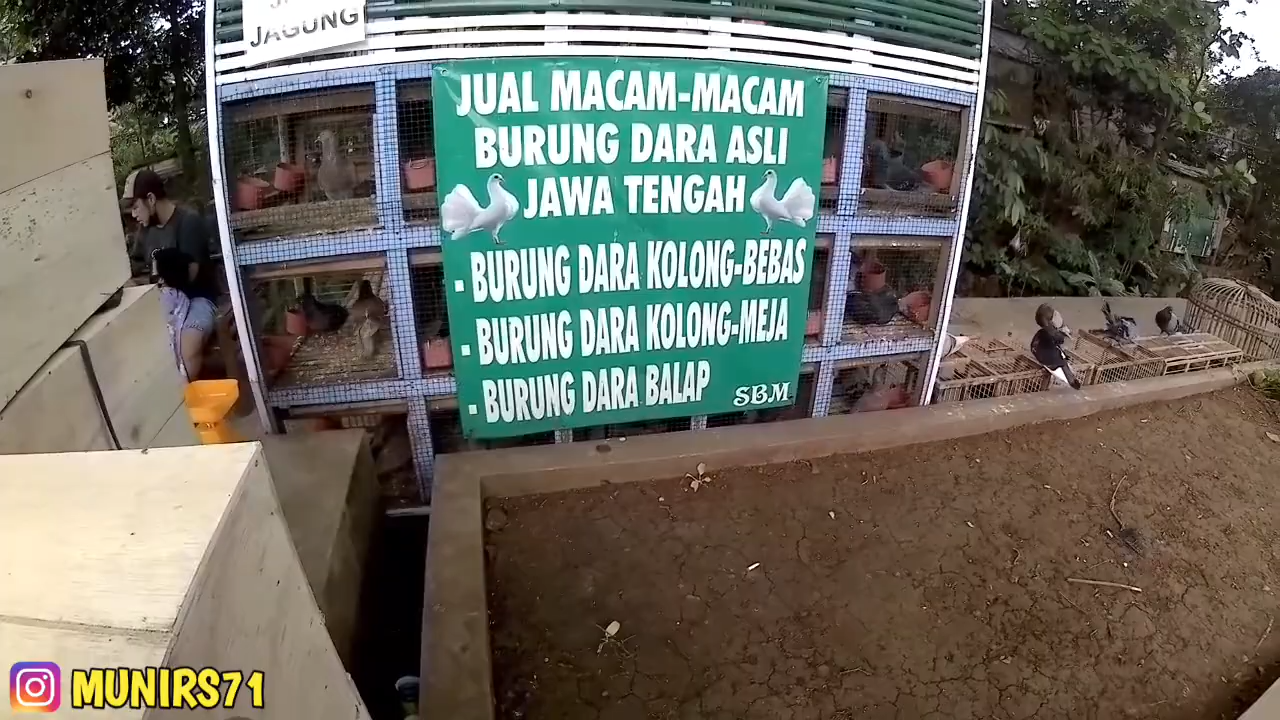 JAGUNG
JUAL MACAM-MACAM
BURUNG DARA ASLI
JAWA TENGAH
- BURUNG DARA KOLONG-BEBAS
- BURUNG DARA KOLONG-MEJA
- BURUNG DARA BALAP
SBM
MUNIRS71